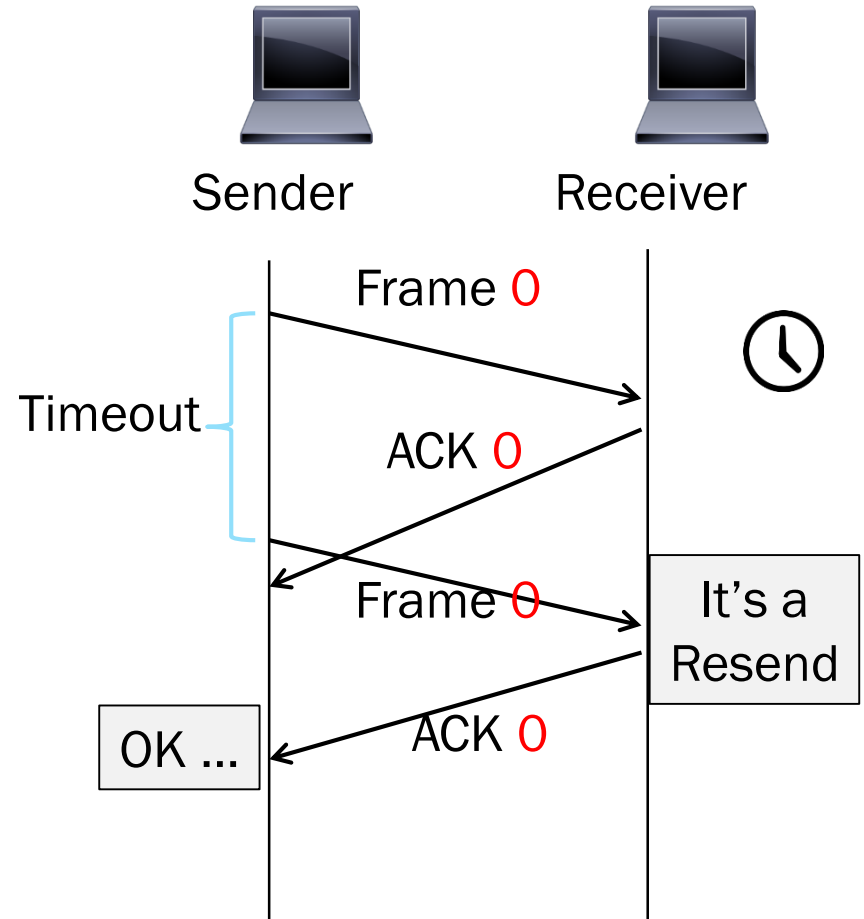 Sender
Receiver
Frame 0
Timeout
ACK 0
Frame 0
It’s a
Resend
ACK 0
OK ...